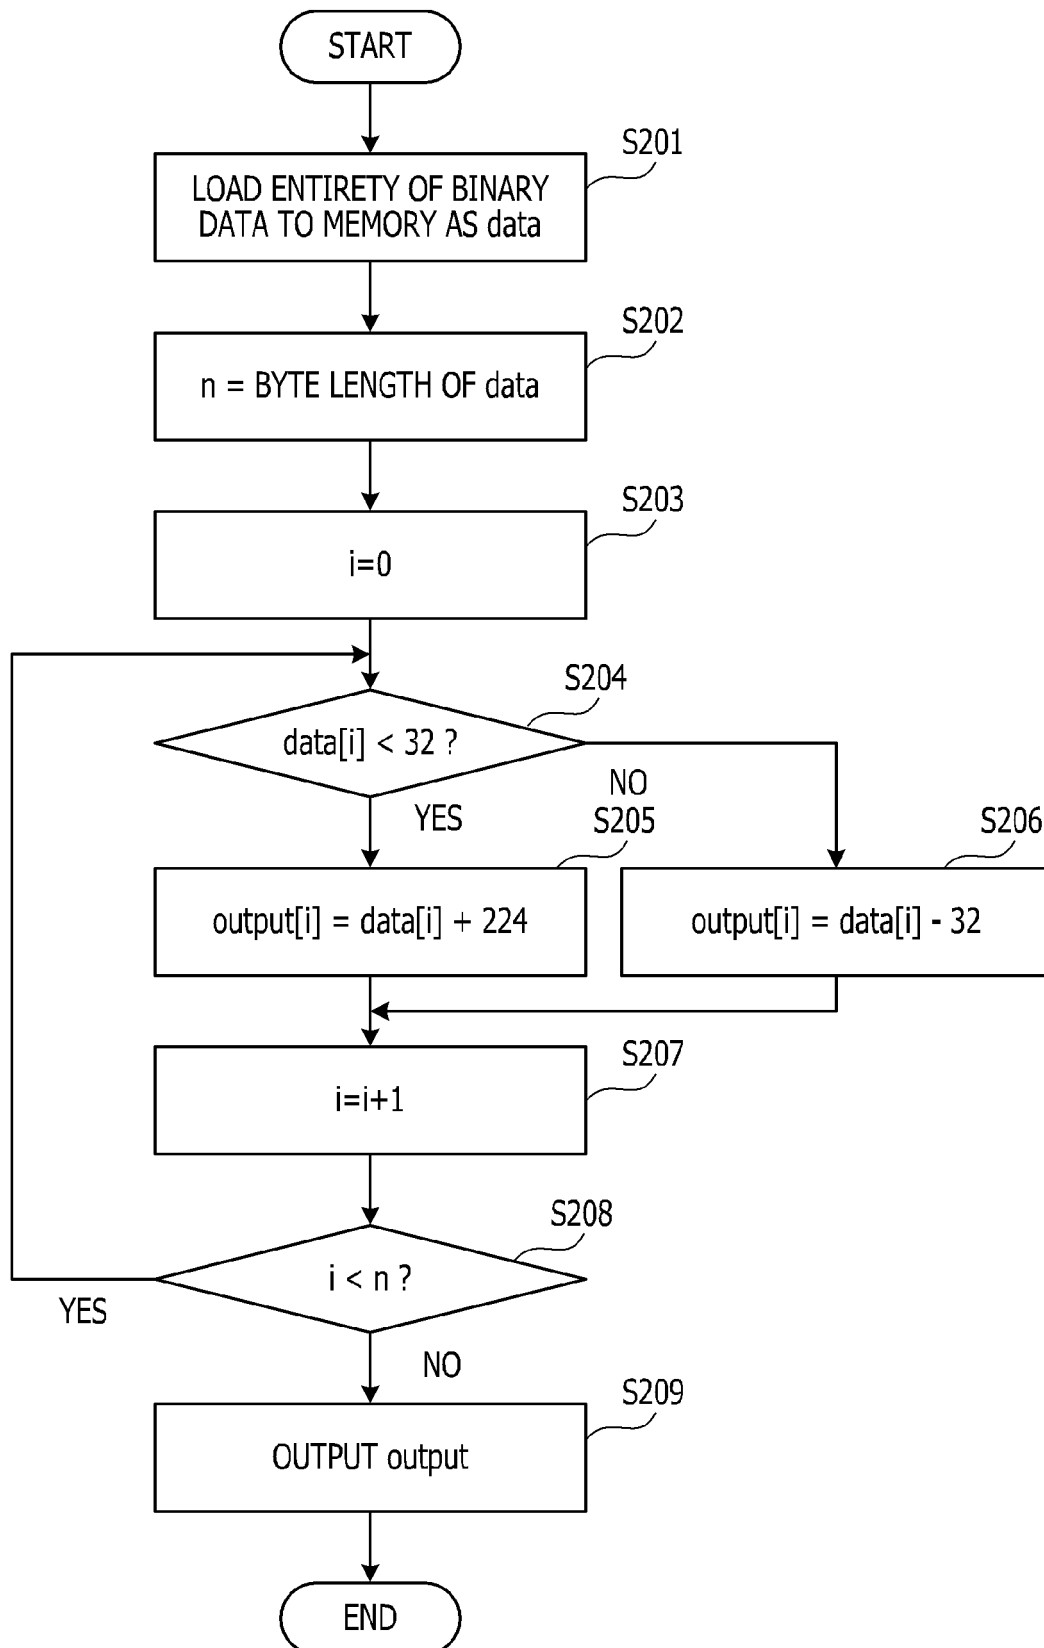 START
S201
LOAD ENTIRETY OF BINARY
DATA TO MEMORY AS data
S202
n = BYTE LENGTH OF data
S203
i=0
S204
data[i] < 32 ?
NO
YES
S205
S206
output[i] = data[i] + 224
output[i] = data[i] - 32
S207
i=i+1
S208
i < n ?
YES
NO
S209
OUTPUT output
END